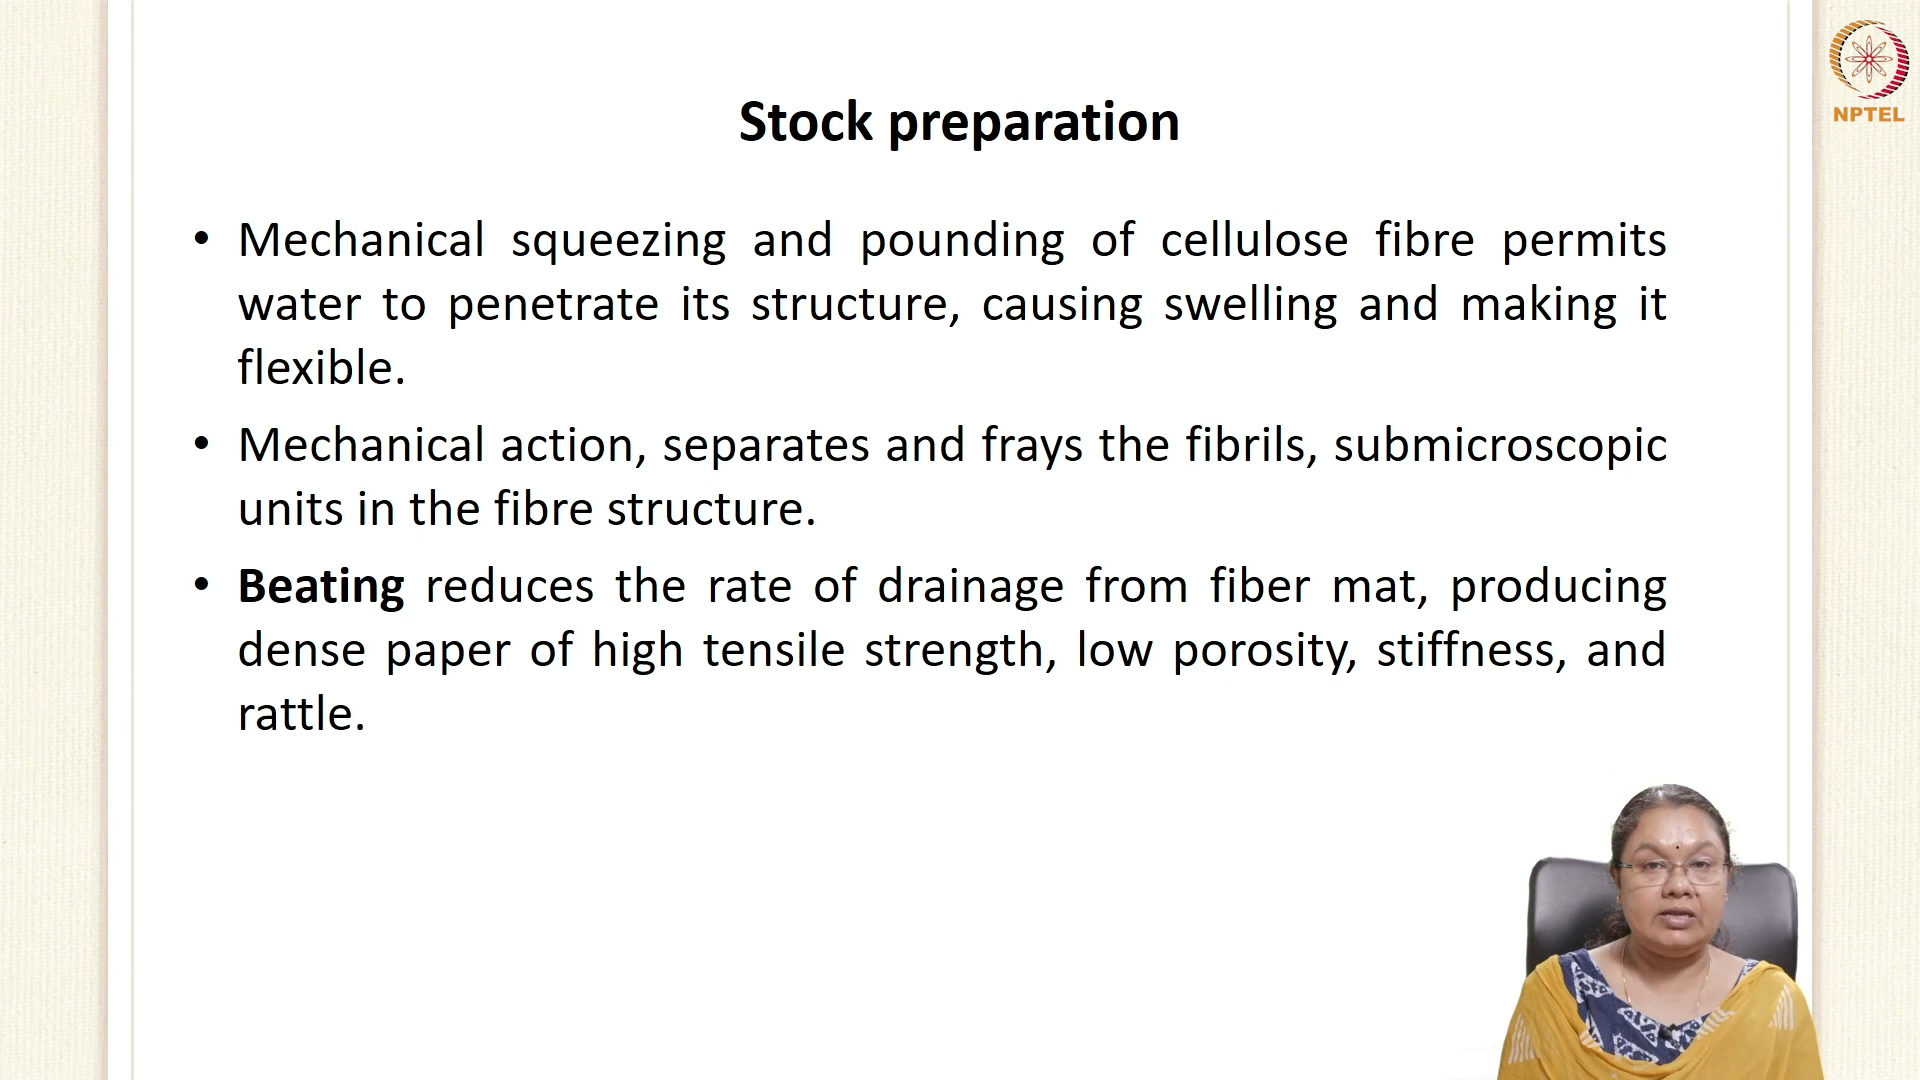 NPTEL
Stock preparation
• Mechanical squeezing and pounding of cellulose fibre permits
water to penetrate its structure, causing swelling and making it
flexible.
• Mechanical action, separates and frays the fibrils, submicroscopic
units in the fibre structure.
• Beating reduces the rate of drainage from fiber mat, producing
dense paper of high tensile strength, low porosity, stiffness, and
rattle.